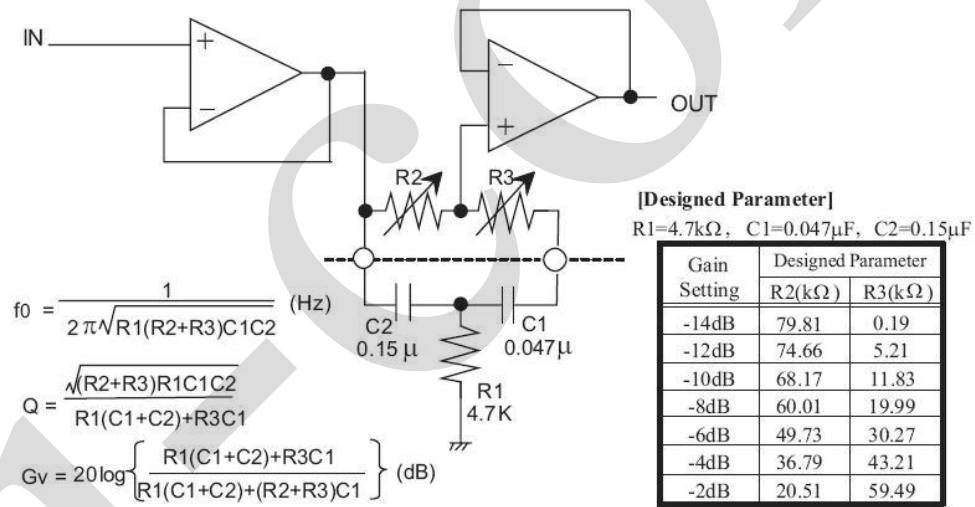 IN
+
−
−
+
OUT
R2
R3
[Designed Parameter]
R1=4.7kΩ, C1=0.047μF, C2=0.15μF
Gain Setting Designed Parameter
R2(kΩ) R3(kΩ)
-14dB 79.81 0.19
-12dB 74.66 5.21
-10dB 68.17 11.83
-8dB 60.01 19.99
-6dB 49.73 30.27
-4dB 36.79 43.21
-2dB 20.51 59.49
C2
0.15 μ
C1
0.047μ
R1
4.7K
f0 = 1 / 2π√R1(R2+R3)C1C2 (Hz)
Q = √(R2+R3)R1C1C2 / R1(C1+C2)+R3C1
Gv = 20log{ R1(C1+C2)+R3C1 / R1(C1+C2)+(R2+R3)C1 } (dB)